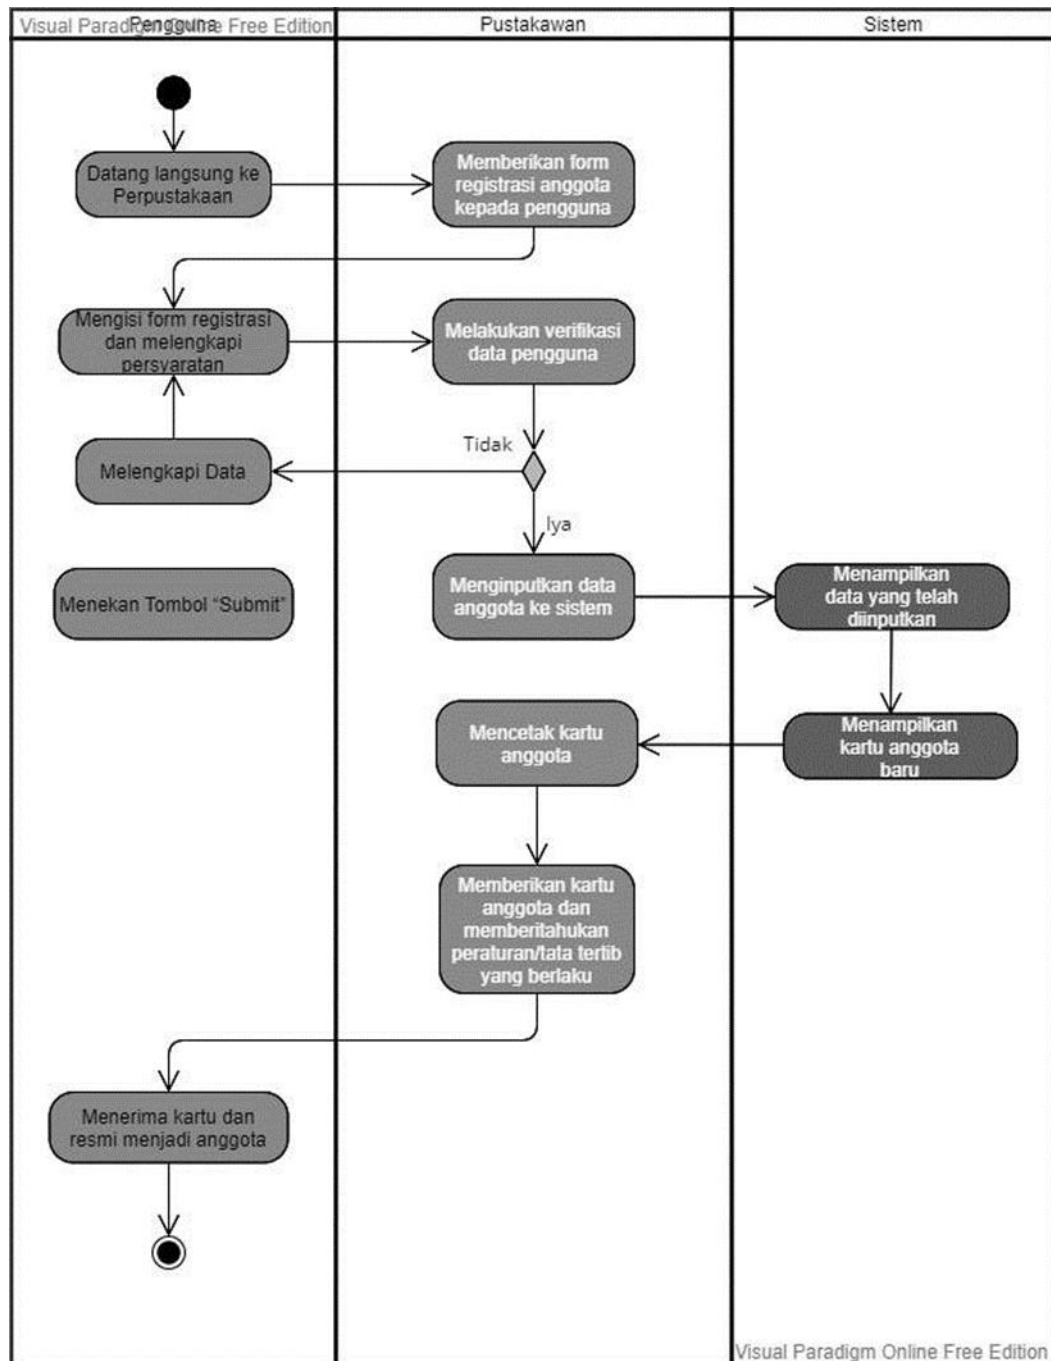 Visual Paradigm Online Free Edition
Pengguna
Pustakawan
Sistem
Datang langsung ke
Perpustakaan
Memberikan form
registrasi anggota
kepada pengguna
Mengisi form registrasi
dan melengkapi
persyaratan
Melakukan verifikasi
data pengguna
Tidak
Melengkapi Data
Iya
Menekan Tombol “Submit”
Menginputkan data
anggota ke sistem
Menampilkan
data yang telah
diinputkan
Mencetak kartu
anggota
Menampilkan
kartu anggota
baru
Memberikan kartu
anggota dan
memberitahukan
peraturan/tata tertib
yang berlaku
Menerima kartu dan
resmi menjadi anggota
Visual Paradigm Online Free Edition